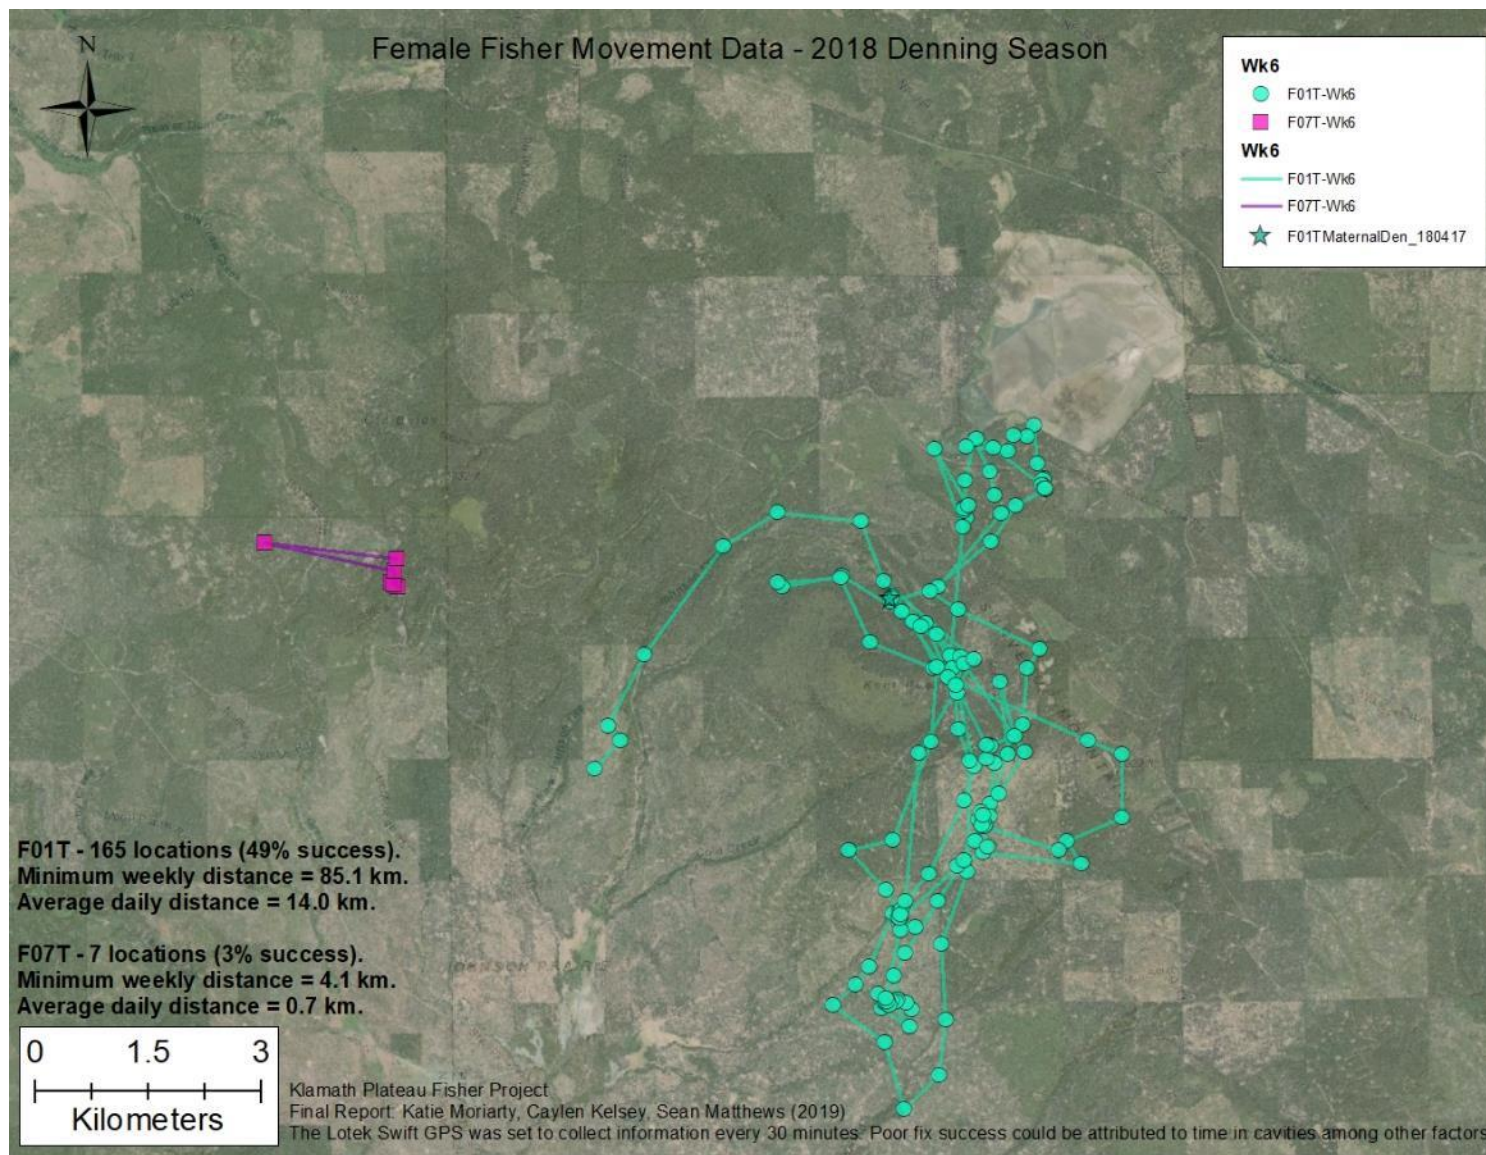 N
Female Fisher Movement Data - 2018 Denning Season
Wk6
F01T-Wk6
F07T-Wk6
Wk6
F01T-Wk6
F07T-Wk6
F01TMaternalDen_180417
F01T - 165 locations (49% success).
Minimum weekly distance = 85.1 km.
Average daily distance = 14.0 km.
F07T - 7 locations (3% success).
Minimum weekly distance = 4.1 km.
Average daily distance = 0.7 km.
0 1.5 3
Kilometers
Klamath Plateau Fisher Project
Final Report: Katie Moriarty, Caylen Kelsey, Sean Matthews (2019)
The Lotek Swift GPS was set to collect information every 30 minutes. Poor fix success could be attributed to time in cavities among other factors